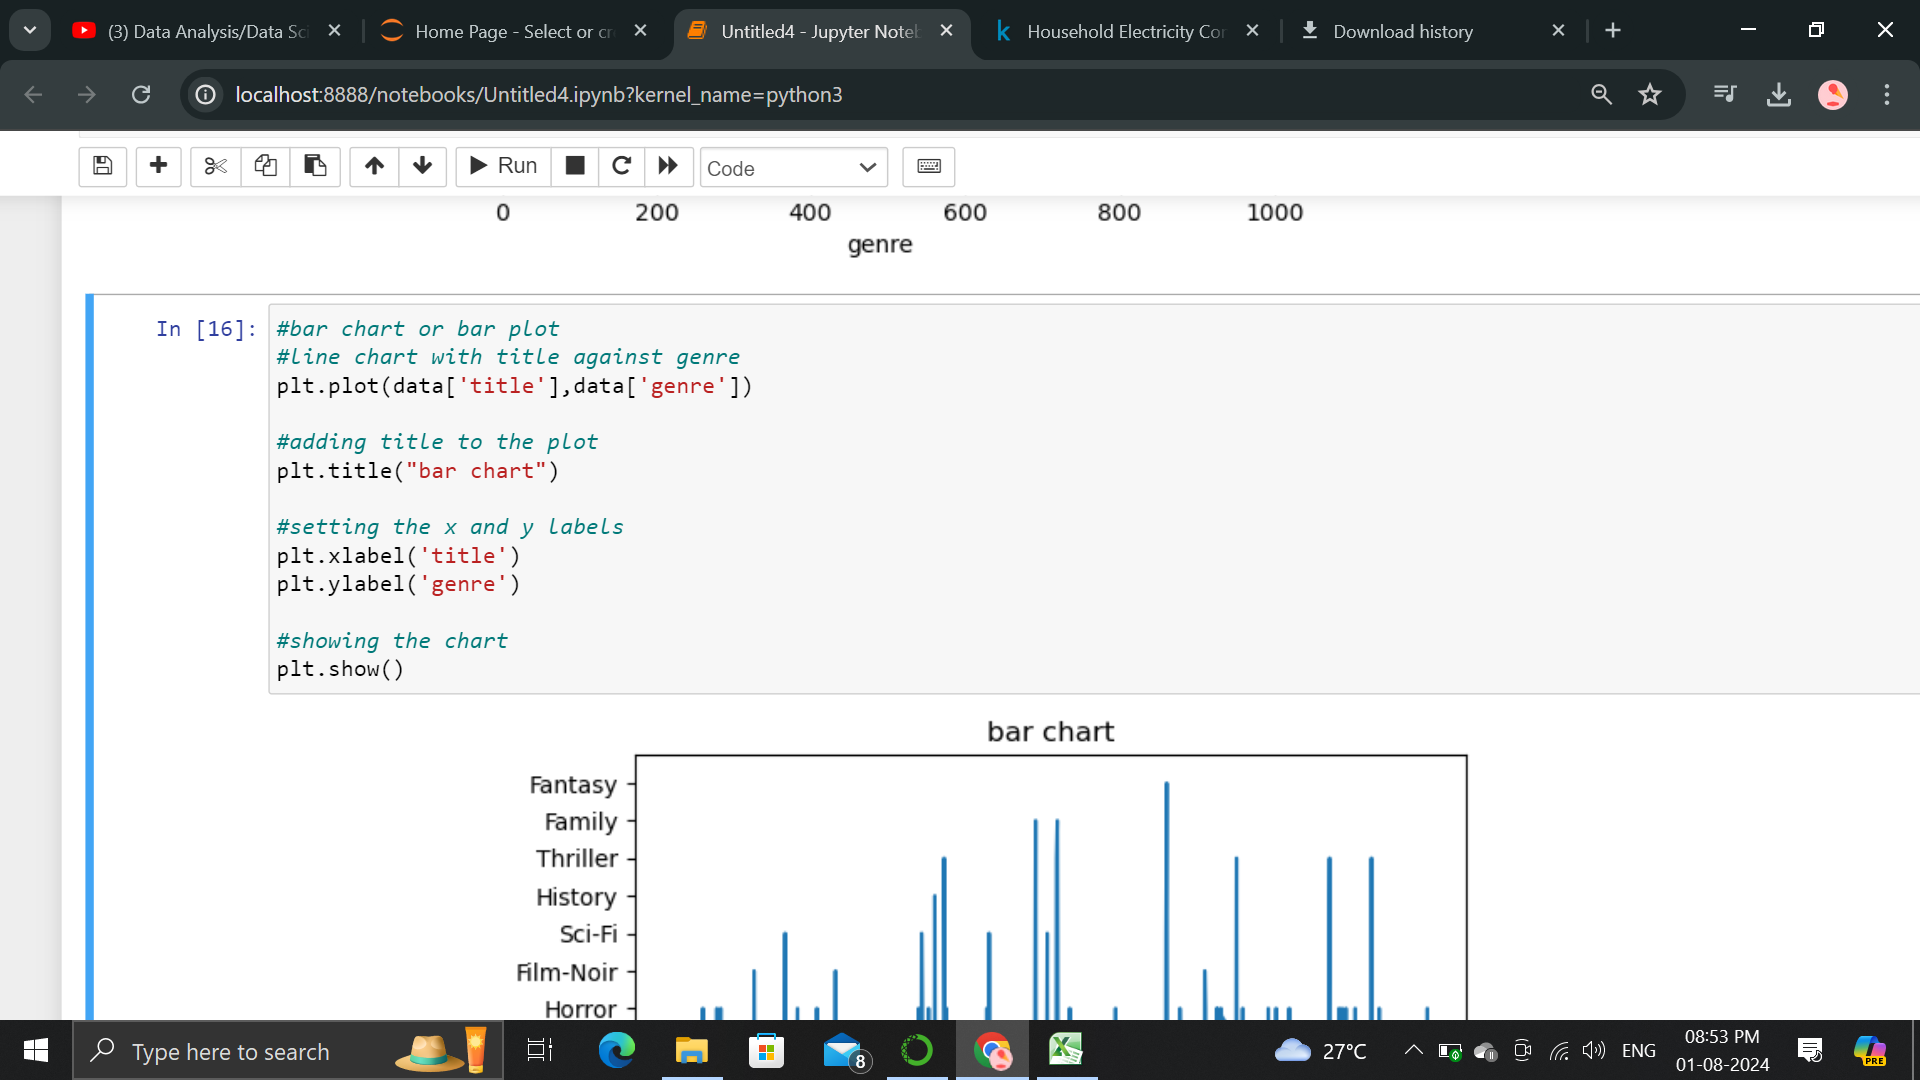 (3) Data Analysis/Data Sci
Home Page - Select or cr
Untitled4 - Jupyter Noteb
Household Electricity Cor
Download history
localhost:8888/notebooks/Untitled4.ipynb?kernel_name=python3
Run
Code
0 200 400 600 800 1000
genre
In [16]:
#bar chart or bar plot
#line chart with title against genre
plt.plot(data['title'],data['genre'])
#adding title to the plot
plt.title("bar chart")
#setting the x and y labels
plt.xlabel('title')
plt.ylabel('genre')
#showing the chart
plt.show()
bar chart
Fantasy
Family
Thriller
History
Sci-Fi
Film-Noir
Horror
Type here to search
8
27°C
ENG
08:53 PM
01-08-2024
PRE